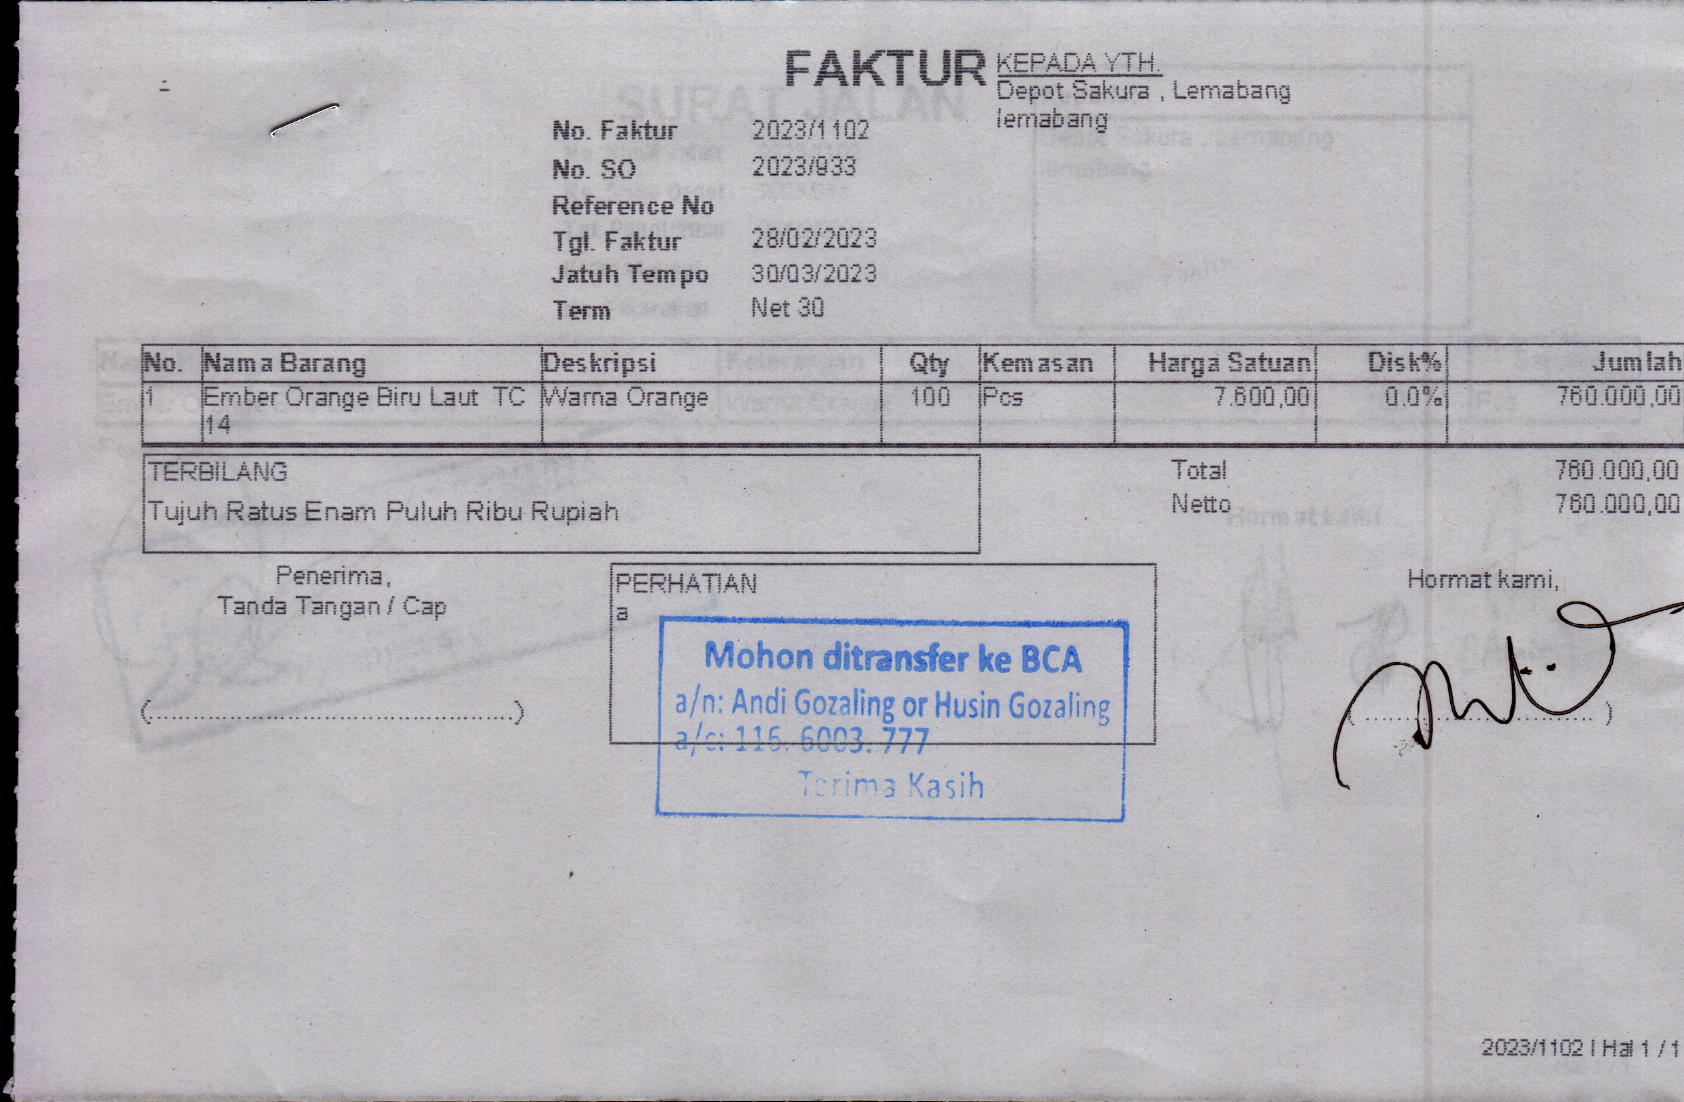 FAKTUR
KEPADA YTH.
Depot Sakura , Lemabang
lemabang
No. Faktur 2023/1102
No. SO 2023/933
Reference No
Tgl. Faktur 28/02/2023
Jatuh Tempo 30/03/2023
Term Net 30
No. Nama Barang Deskripsi Qty Kemasan Harga Satuan Disk% Jumlah
1 Ember Orange Biru Laut TC Warna Orange 100 Pcs 7.600,00 0.0% 760.000,00
14
TERBILANG
Tujuh Ratus Enam Puluh Ribu Rupiah
Total 760.000,00
Netto 760.000,00
Penerima,
Tanda Tangan / Cap
(................................................)
PERHATIAN
a
Mohon ditransfer ke BCA
a/n: Andi Gozaling or Husin Gozaling
a/c: 116. 6003. 777
Terima Kasih
Hormat kami,
( .............................. )
2023/1102 | Hal 1 / 1